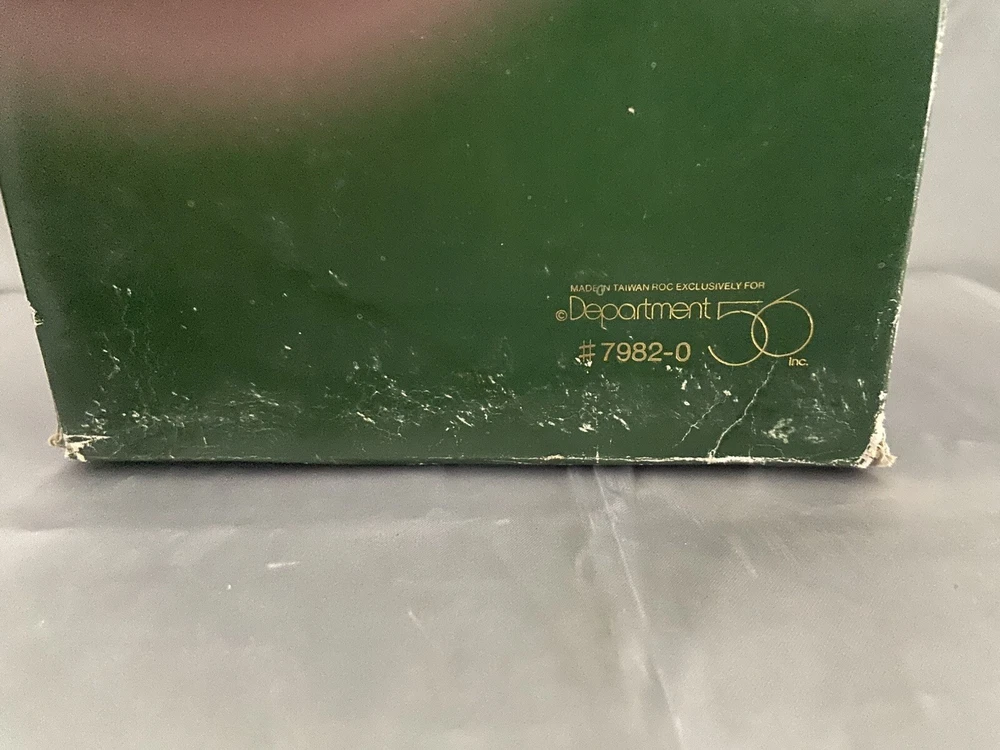 MADE IN TAIWAN ROC EXCLUSIVELY FOR
©Department 56
#7982-0 Inc.